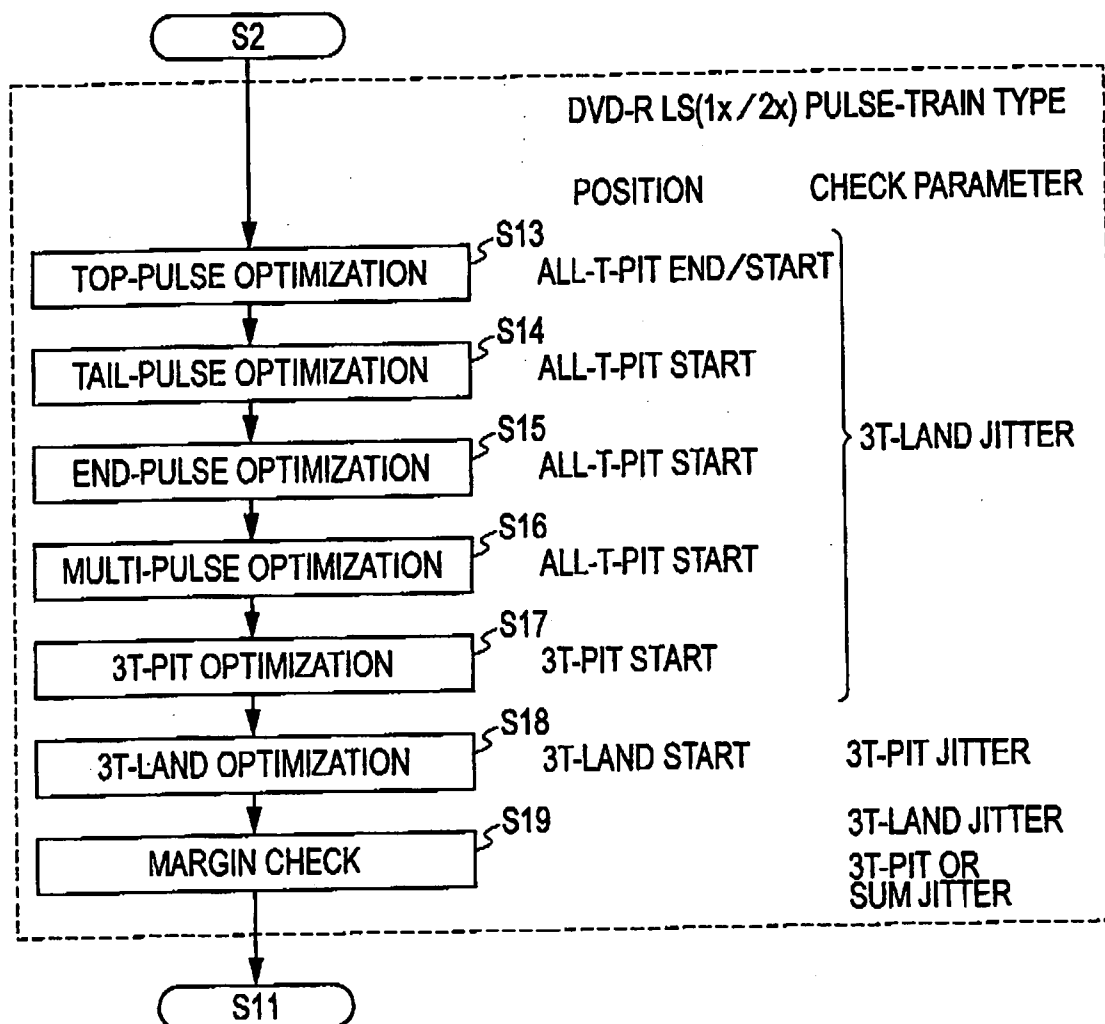 S2
DVD-R LS(1x/2x) PULSE-TRAIN TYPE
POSITION CHECK PARAMETER
S13
TOP-PULSE OPTIMIZATION ALL-T-PIT END/START
S14
TAIL-PULSE OPTIMIZATION ALL-T-PIT START
S15
END-PULSE OPTIMIZATION ALL-T-PIT START
3T-LAND JITTER
S16
MULTI-PULSE OPTIMIZATION ALL-T-PIT START
S17
3T-PIT OPTIMIZATION 3T-PIT START
S18
3T-LAND OPTIMIZATION 3T-LAND START 3T-PIT JITTER
S19
MARGIN CHECK
3T-LAND JITTER
3T-PIT OR
SUM JITTER
S11